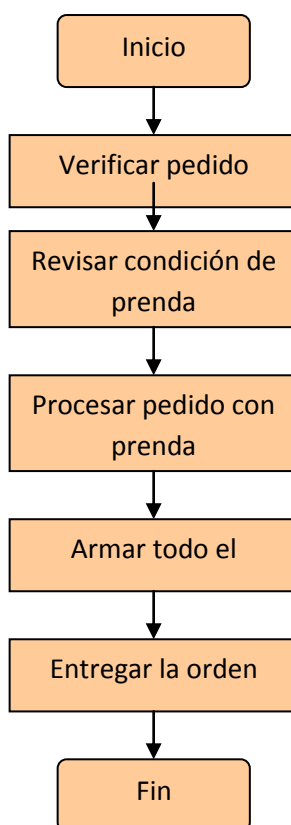 Inicio
Verificar pedido
Revisar condición de
prenda
Procesar pedido con
prenda
Armar todo el
Entregar la orden
Fin